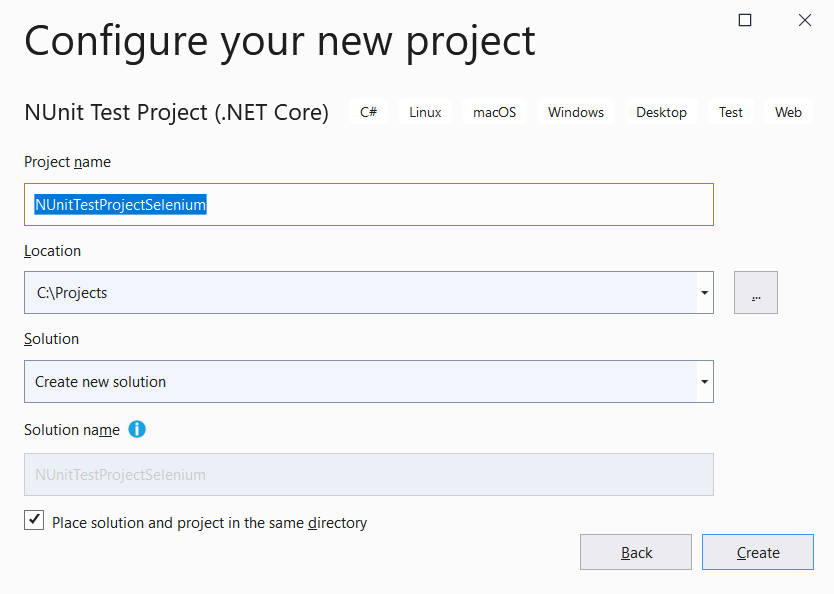 Configure your new project
NUnit Test Project (.NET Core) C# Linux macOS Windows Desktop Test Web
Project name
NUnitTestProjectSelenium
Location
C:\Projects
...
Solution
Create new solution
Solution name
NUnitTestProjectSelenium
Place solution and project in the same directory
Back Create